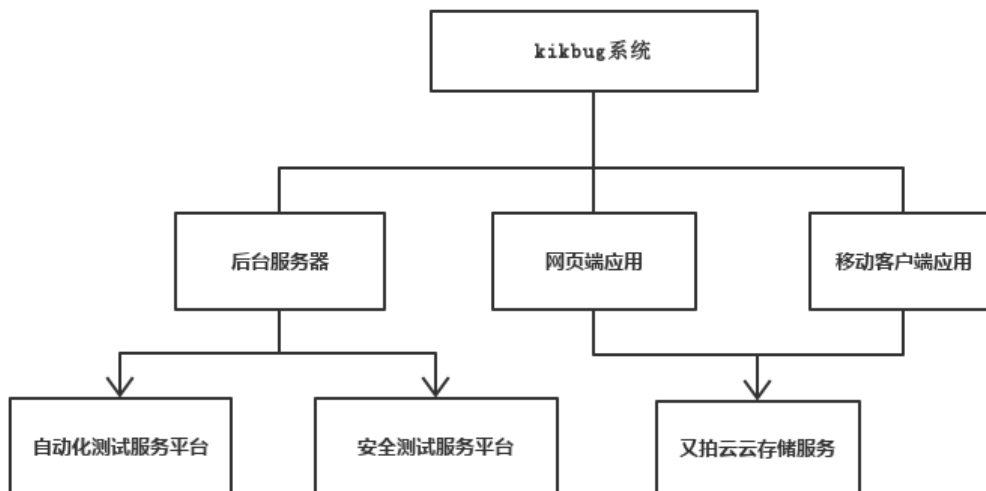 kikbug系统
后台服务器
网页端应用
移动客户端应用
自动化测试服务平台
安全测试服务平台
又拍云云存储服务